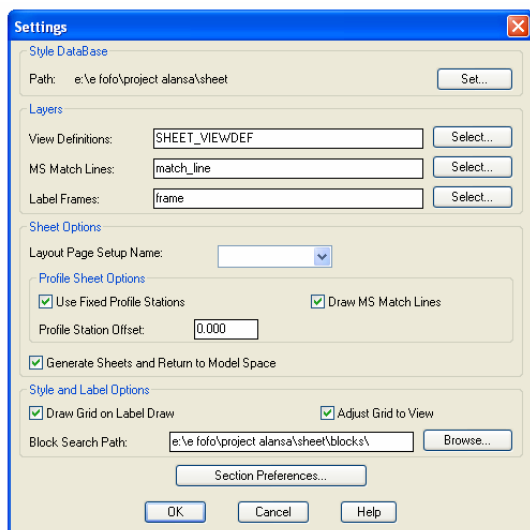 Settings
Style DataBase
Path: e:\e fofo\project alansa\sheet Set...
Layers
View Definitions: SHEET_VIEWDEF Select...
MS Match Lines: match_line Select...
Label Frames: frame Select...
Sheet Options
Layout Page Setup Name:
Profile Sheet Options
Use Fixed Profile Stations Draw MS Match Lines
Profile Station Offset: 0.000
Generate Sheets and Return to Model Space
Style and Label Options
Draw Grid on Label Draw Adjust Grid to View
Block Search Path: e:\e fofo\project alansa\sheet\blocks\ Browse...
Section Preferences...
OK Cancel Help